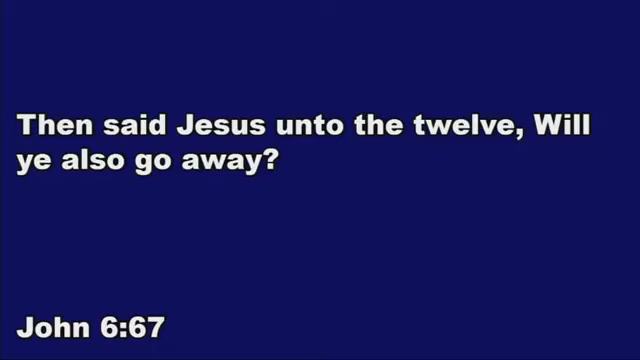 Then said Jesus unto the twelve, Will
ye also go away?
John 6:67